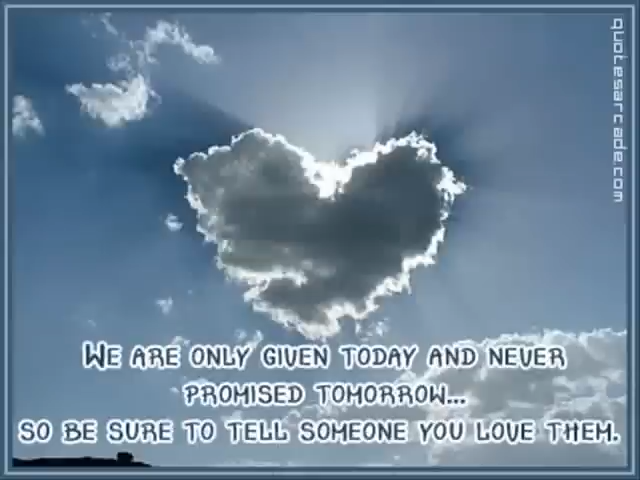 quotesarcade.com
We are only given today and never
promised tomorrow...
so be sure to tell someone you love them.